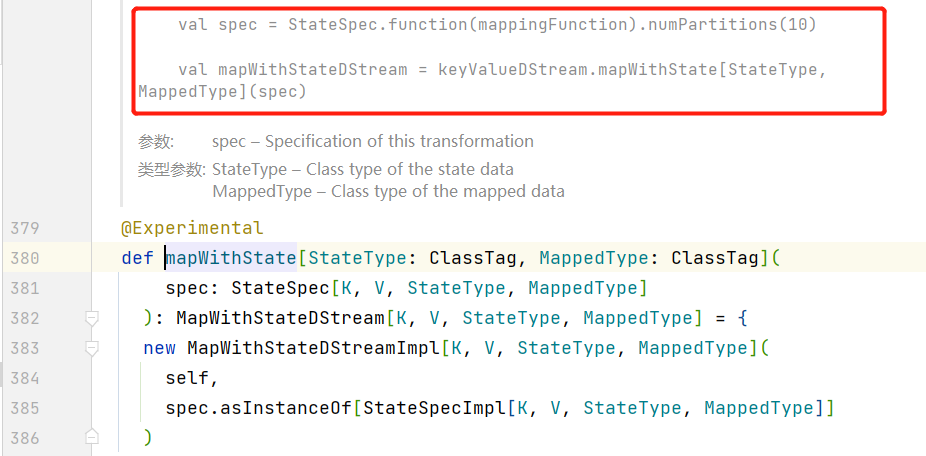 val spec = StateSpec.function(mappingFunction).numPartitions(10)
val mapWithStateDStream = keyValueDStream.mapWithState[StateType,
MappedType](spec)
参数: spec – Specification of this transformation
类型参数: StateType – Class type of the state data
MappedType – Class type of the mapped data
379 @Experimental
380 def mapWithState[StateType: ClassTag, MappedType: ClassTag](
381 spec: StateSpec[K, V, StateType, MappedType]
382 ): MapWithStateDStream[K, V, StateType, MappedType] = {
383 new MapWithStateDStreamImpl[K, V, StateType, MappedType](
384 self,
385 spec.asInstanceOf[StateSpecImpl[K, V, StateType, MappedType]]
386 )